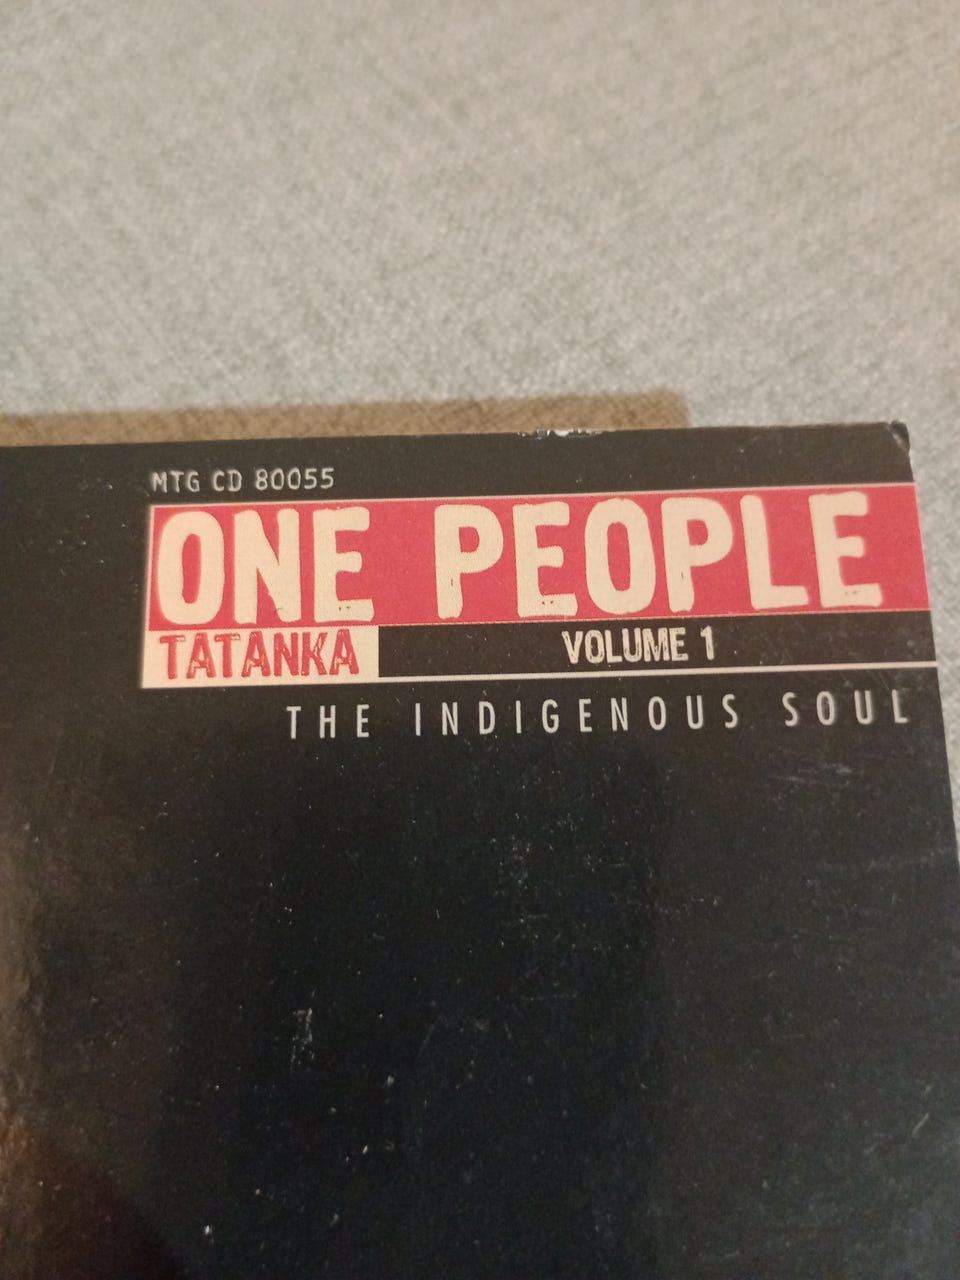 MTG CD 80055
ONE PEOPLE
TATANKA VOLUME 1
THE INDIGENOUS SOUL